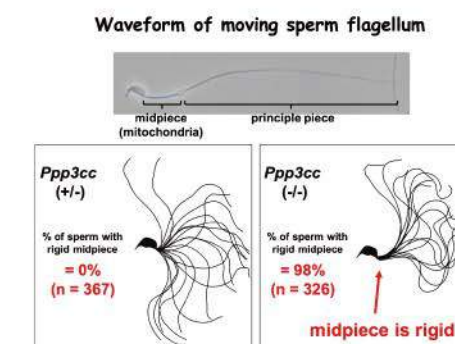 Waveform of moving sperm flagellum
midpiece
(mitochondria)
principle piece
Ppp3cc
(+/-)
% of sperm with
rigid midpiece
= 0%
(n = 367)
Ppp3cc
(-/-)
% of sperm with
rigid midpiece
= 98%
(n = 326)
midpiece is rigid